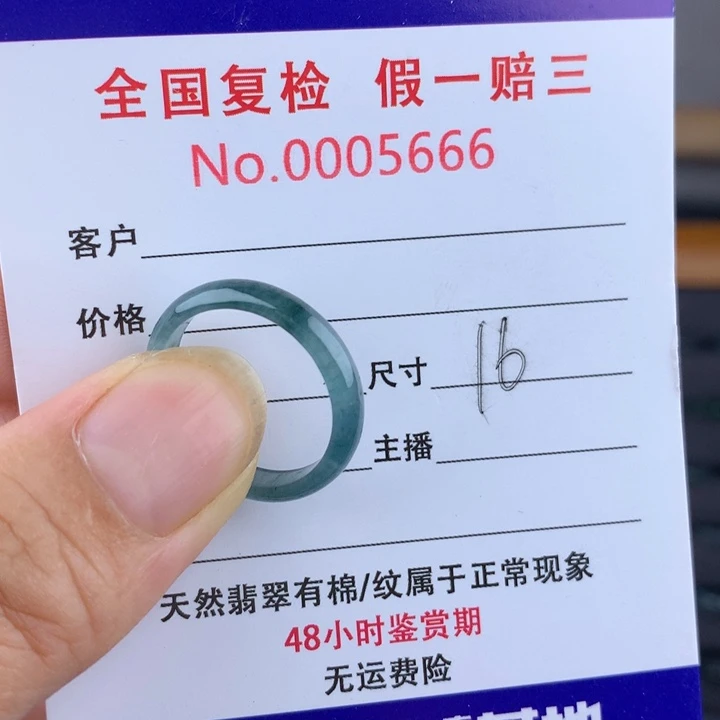 全国复检 假一赔三
No.0005666
客户
价格
尺寸 16
主播
天然翡翠有棉/纹属于正常现象
48小时鉴赏期
无运费险